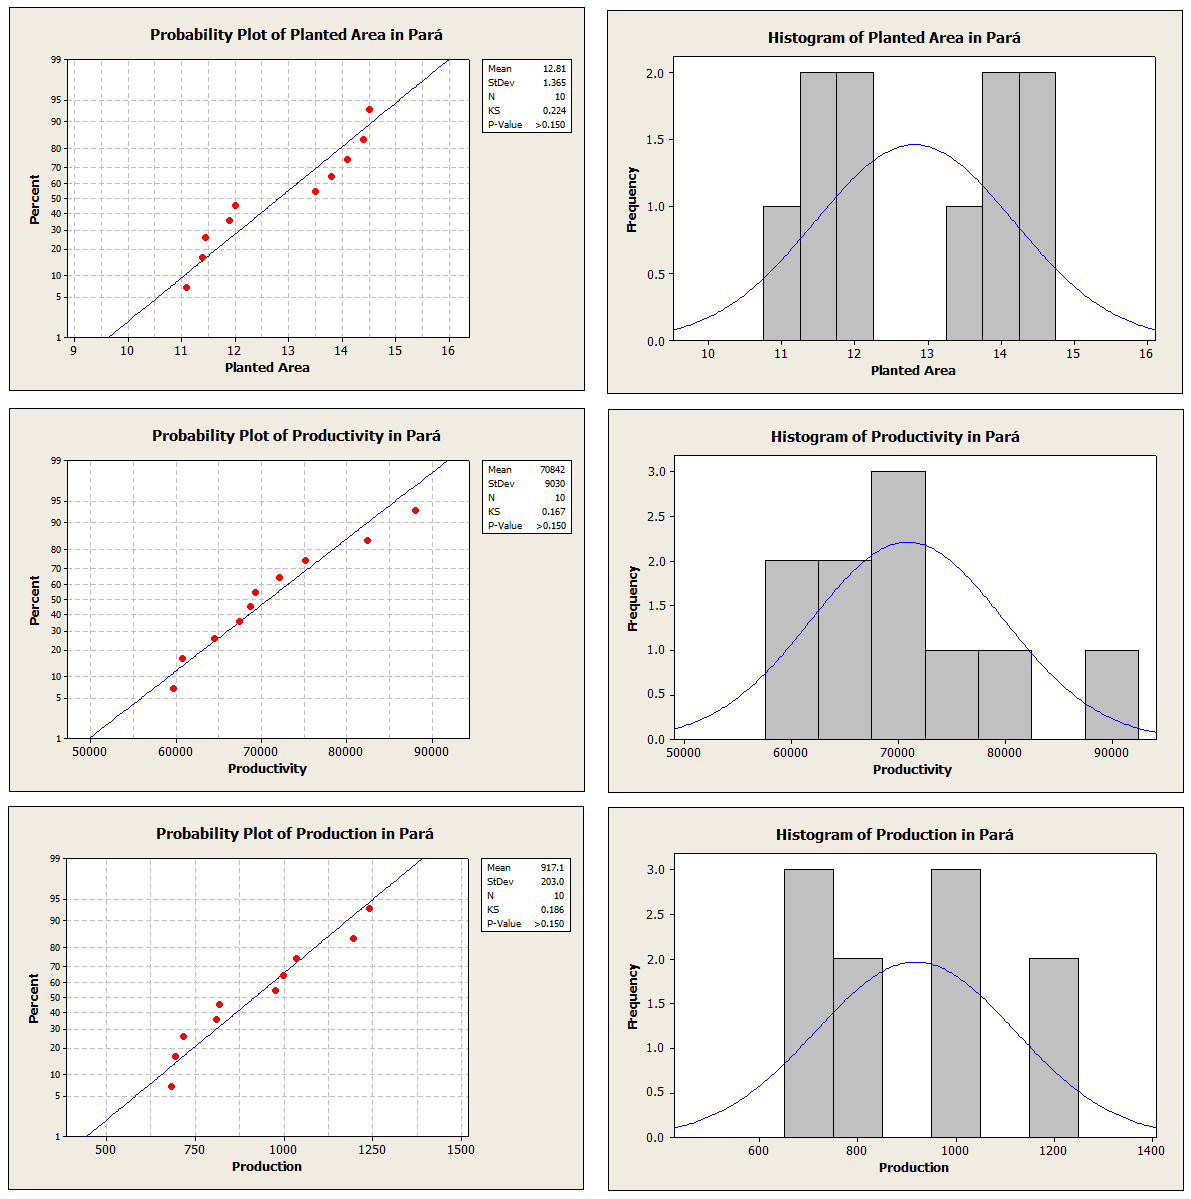 Probability Plot of Planted Area in Pará
99
95
90
80
70
60
50
40
30
20
10
5
1
Percent
9 10 11 12 13 14 15 16
Planted Area
Mean 12.81
StDev 1.365
N 10
KS 0.224
P-Value >0.150
Histogram of Planted Area in Pará
2.0
1.5
1.0
0.5
0.0
Frequency
10 11 12 13 14 15 16
Planted Area
Probability Plot of Productivity in Pará
99
95
90
80
70
60
50
40
30
20
10
5
1
Percent
50000 60000 70000 80000 90000
Productivity
Mean 70842
StDev 9030
N 10
KS 0.167
P-Value >0.150
Histogram of Productivity in Pará
3.0
2.5
2.0
1.5
1.0
0.5
0.0
Frequency
50000 60000 70000 80000 90000
Productivity
Probability Plot of Production in Pará
99
95
90
80
70
60
50
40
30
20
10
5
1
Percent
500 750 1000 1250 1500
Production
Mean 917.1
StDev 203.0
N 10
KS 0.186
P-Value >0.150
Histogram of Production in Pará
3.0
2.5
2.0
1.5
1.0
0.5
0.0
Frequency
600 800 1000 1200 1400
Production